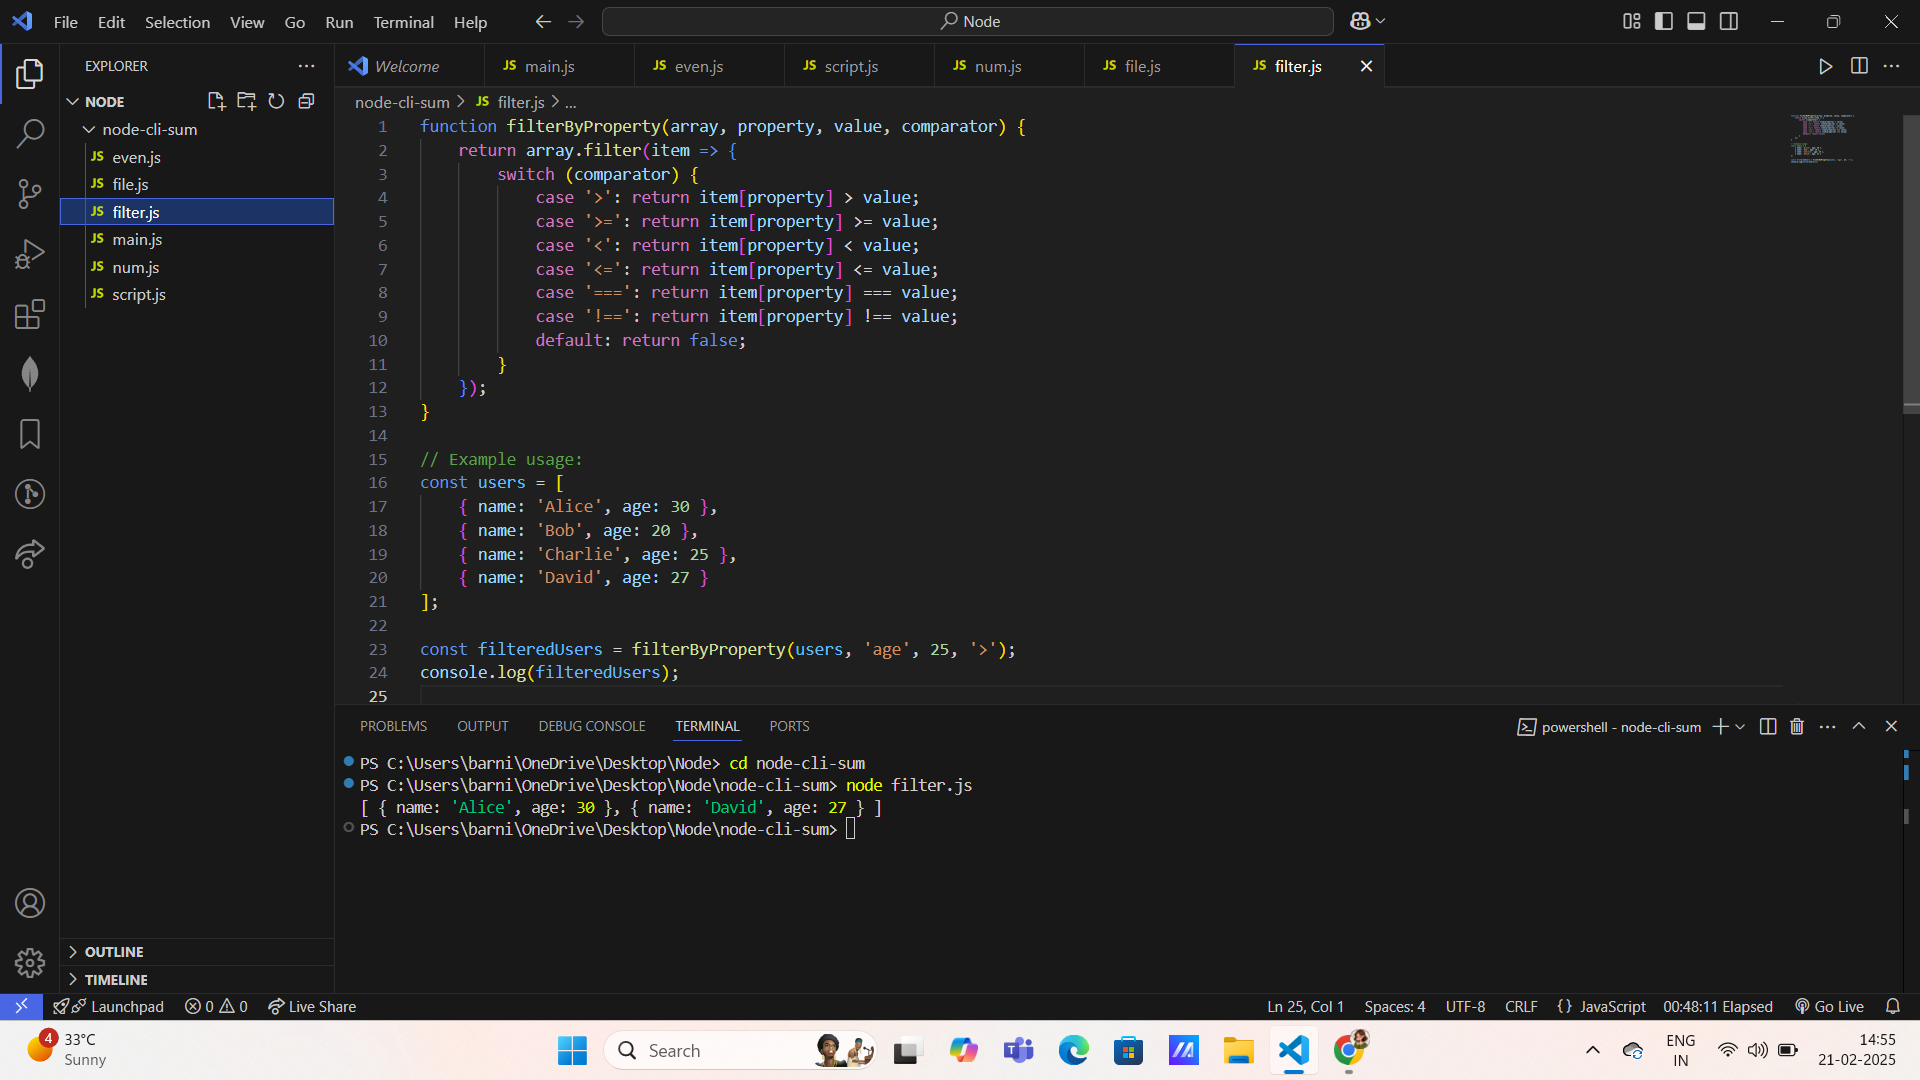 File Edit Selection View Go Run Terminal Help
Node
EXPLORER
NODE
node-cli-sum
JS even.js
JS file.js
JS filter.js
JS main.js
JS num.js
JS script.js
OUTLINE
TIMELINE
Welcome JS main.js JS even.js JS script.js JS num.js JS file.js JS filter.js
node-cli-sum > JS filter.js > ...
1 function filterByProperty(array, property, value, comparator) {
2 return array.filter(item => {
3 switch (comparator) {
4 case '>': return item[property] > value;
5 case '>=': return item[property] >= value;
6 case '<': return item[property] < value;
7 case '<=': return item[property] <= value;
8 case '===': return item[property] === value;
9 case '!==': return item[property] !== value;
10 default: return false;
11 }
12 });
13 }
14
15 // Example usage:
16 const users = [
17 { name: 'Alice', age: 30 },
18 { name: 'Bob', age: 20 },
19 { name: 'Charlie', age: 25 },
20 { name: 'David', age: 27 }
21 ];
22
23 const filteredUsers = filterByProperty(users, 'age', 25, '>');
24 console.log(filteredUsers);
25
PROBLEMS OUTPUT DEBUG CONSOLE TERMINAL PORTS
powershell - node-cli-sum
PS C:\Users\barni\OneDrive\Desktop\Node> cd node-cli-sum
PS C:\Users\barni\OneDrive\Desktop\Node\node-cli-sum> node filter.js
[ { name: 'Alice', age: 30 }, { name: 'David', age: 27 } ]
PS C:\Users\barni\OneDrive\Desktop\Node\node-cli-sum>
Launchpad 0 0 Live Share
Ln 25, Col 1 Spaces: 4 UTF-8 CRLF {} JavaScript 00:48:11 Elapsed Go Live
4 33°C
Sunny
Search
ENG
IN
14:55
21-02-2025